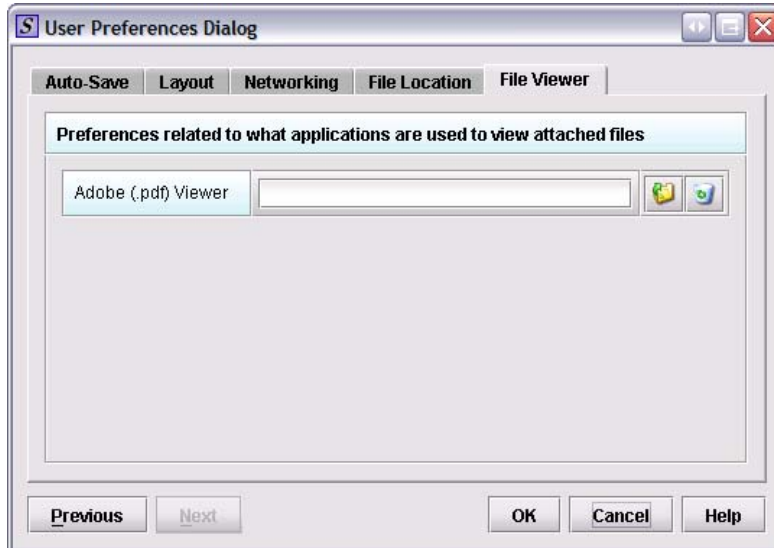 S User Preferences Dialog
Auto-Save Layout Networking File Location File Viewer
Preferences related to what applications are used to view attached files
Adobe (.pdf) Viewer
Previous Next OK Cancel Help